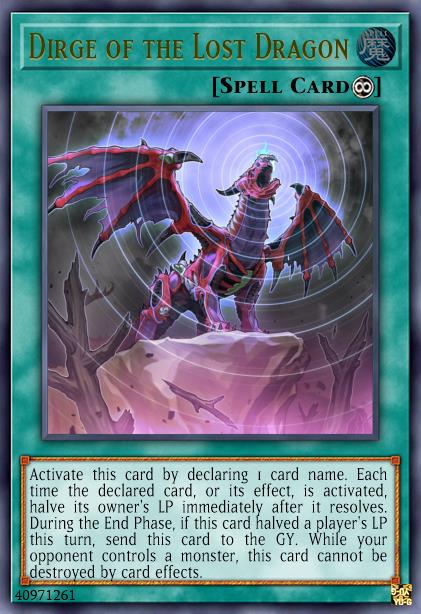 Dirge of the Lost Dragon 魔
[Spell Card]
Activate this card by declaring 1 card name. Each
time the declared card, or its effect, is activated,
halve its owner's LP immediately after it resolves.
During the End Phase, if this card halved a player's LP
this turn, send this card to the GY. While your
opponent controls a monster, this card cannot be
destroyed by card effects.
40971261